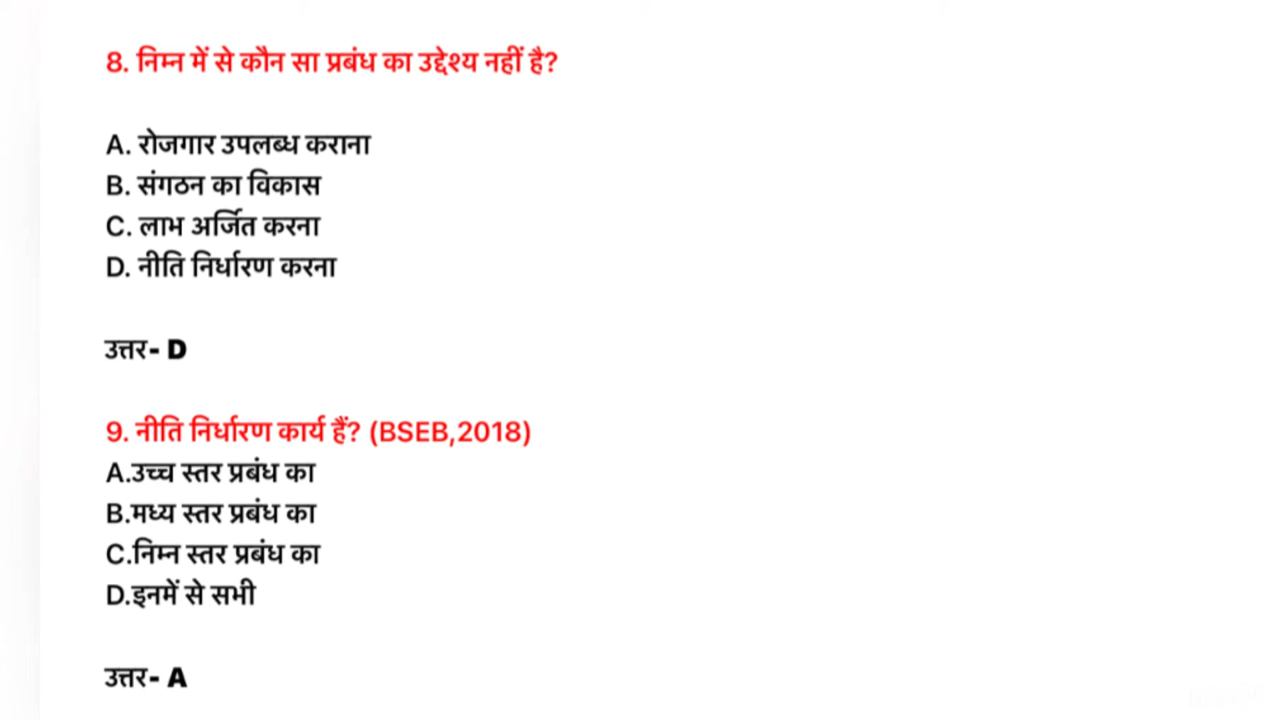 8. निम्न में से कौन सा प्रबंध का उद्देश्य नहीं है?
A. रोजगार उपलब्ध कराना
B. संगठन का विकास
C. लाभ अर्जित करना
D. नीति निर्धारण करना
उत्तर- D
9. नीति निर्धारण कार्य हैं? (BSEB,2018)
A.उच्च स्तर प्रबंध का
B.मध्य स्तर प्रबंध का
C.निम्न स्तर प्रबंध का
D.इनमें से सभी
उत्तर- A